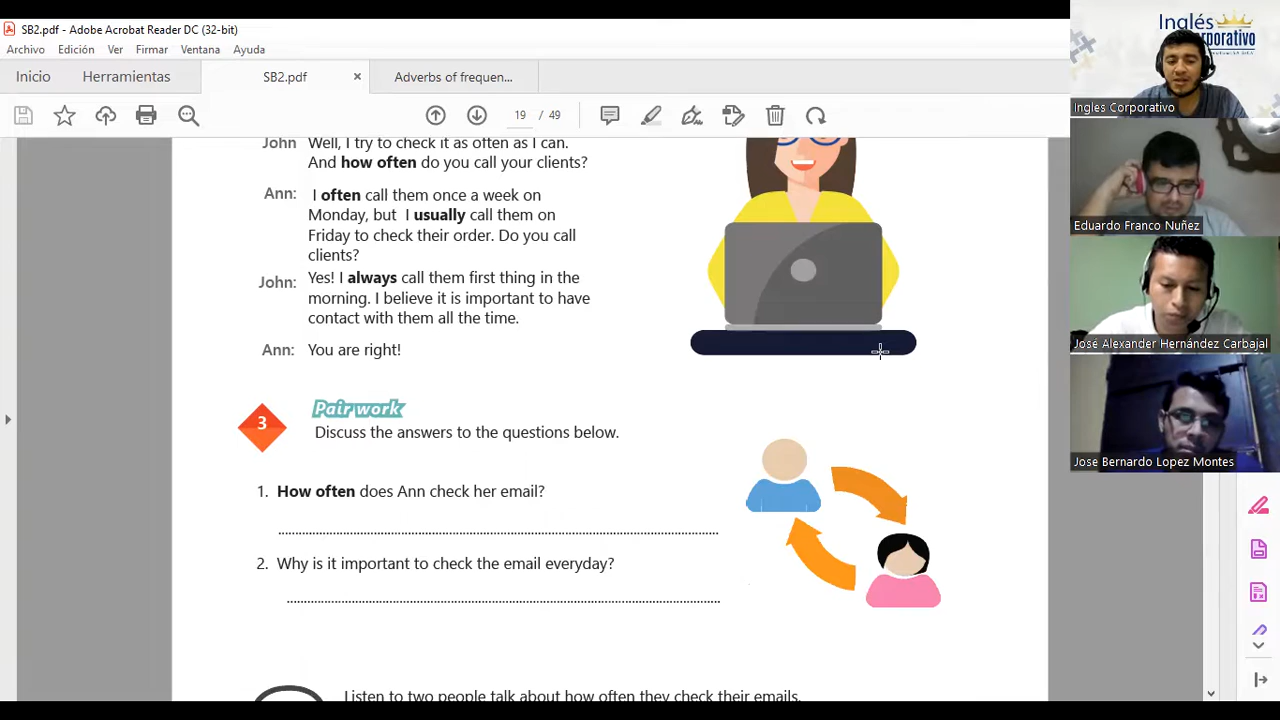 SB2.pdf - Adobe Acrobat Reader DC (32-bit)
Archivo Edición Ver Firmar Ventana Ayuda
Inicio Herramientas SB2.pdf × Adverbs of frequen...
19 / 49
John Well, I try to check it as often as I can.
And how often do you call your clients?
Ann: I often call them once a week on
Monday, but I usually call them on
Friday to check their order. Do you call
clients?
John: Yes! I always call them first thing in the
morning. I believe it is important to have
contact with them all the time.
Ann: You are right!
3 Pair work
Discuss the answers to the questions below.
1. How often does Ann check her email?
2. Why is it important to check the email everyday?
Listen to two people talk about how often they check their emails.
Inglés
Corporativo
Ingles Corporativo
Eduardo Franco Nuñez
José Alexander Hernández Carbajal
Jose Bernardo Lopez Montes